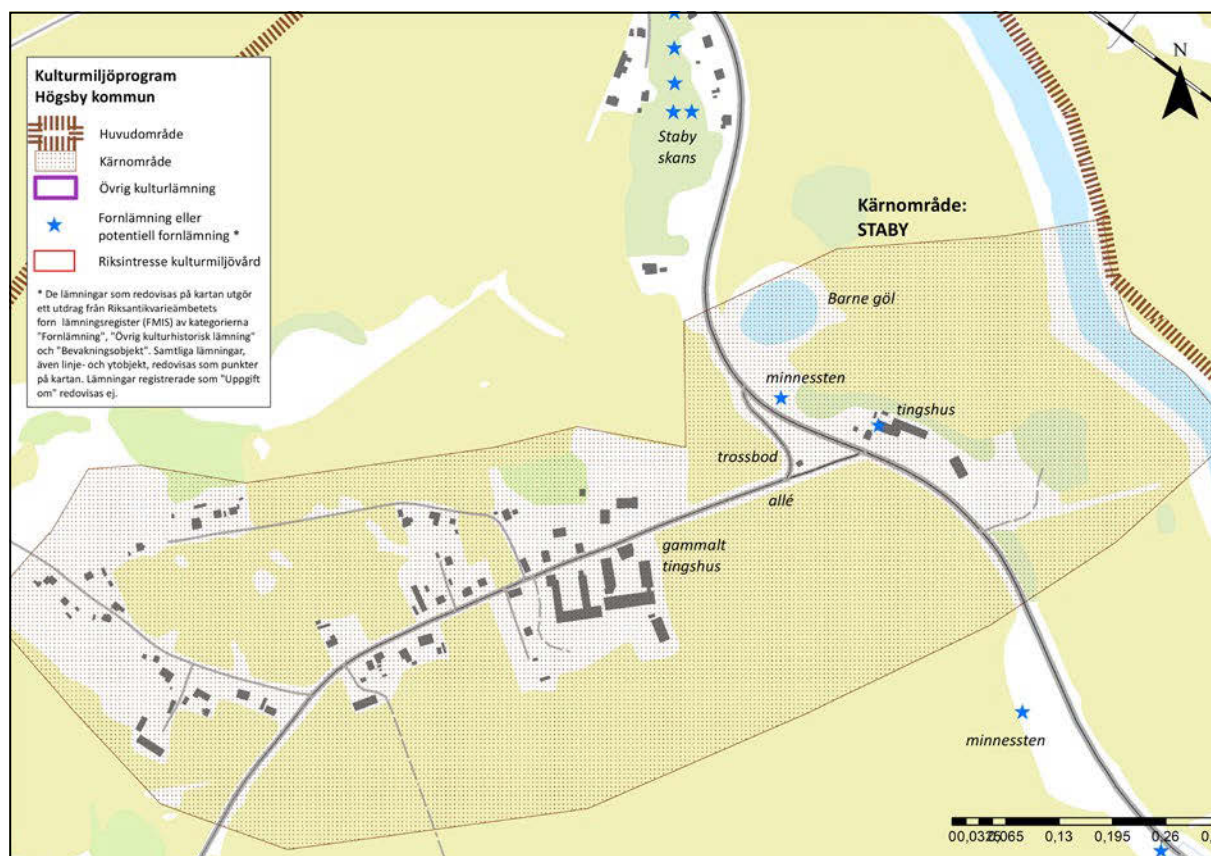 Kulturmiljöprogram
Högsby kommun
Huvudområde
Kärnområde
Övrig kulturlämning
Fornlämning eller
potentiell fornlämning *
Riksintresse kulturmiljövård
* De lämningar som redovisas på kartan utgör
ett utdrag från Riksantikvarieämbetets
forn lämningsregister (FMIS) av kategorierna
"Fornlämning", "Övrig kulturhistorisk lämning"
och "Bevakningsobjekt". Samtliga lämningar,
även linje- och ytobjekt, redovisas som punkter
på kartan. Lämningar registrerade som "Uppgift
om" redovisas ej.
N
Staby
skans
Kärnområde:
STABY
Barne göl
minnessten
tingshus
trossbod
allé
gammalt
tingshus
minnessten
0,13 0,195 0,26